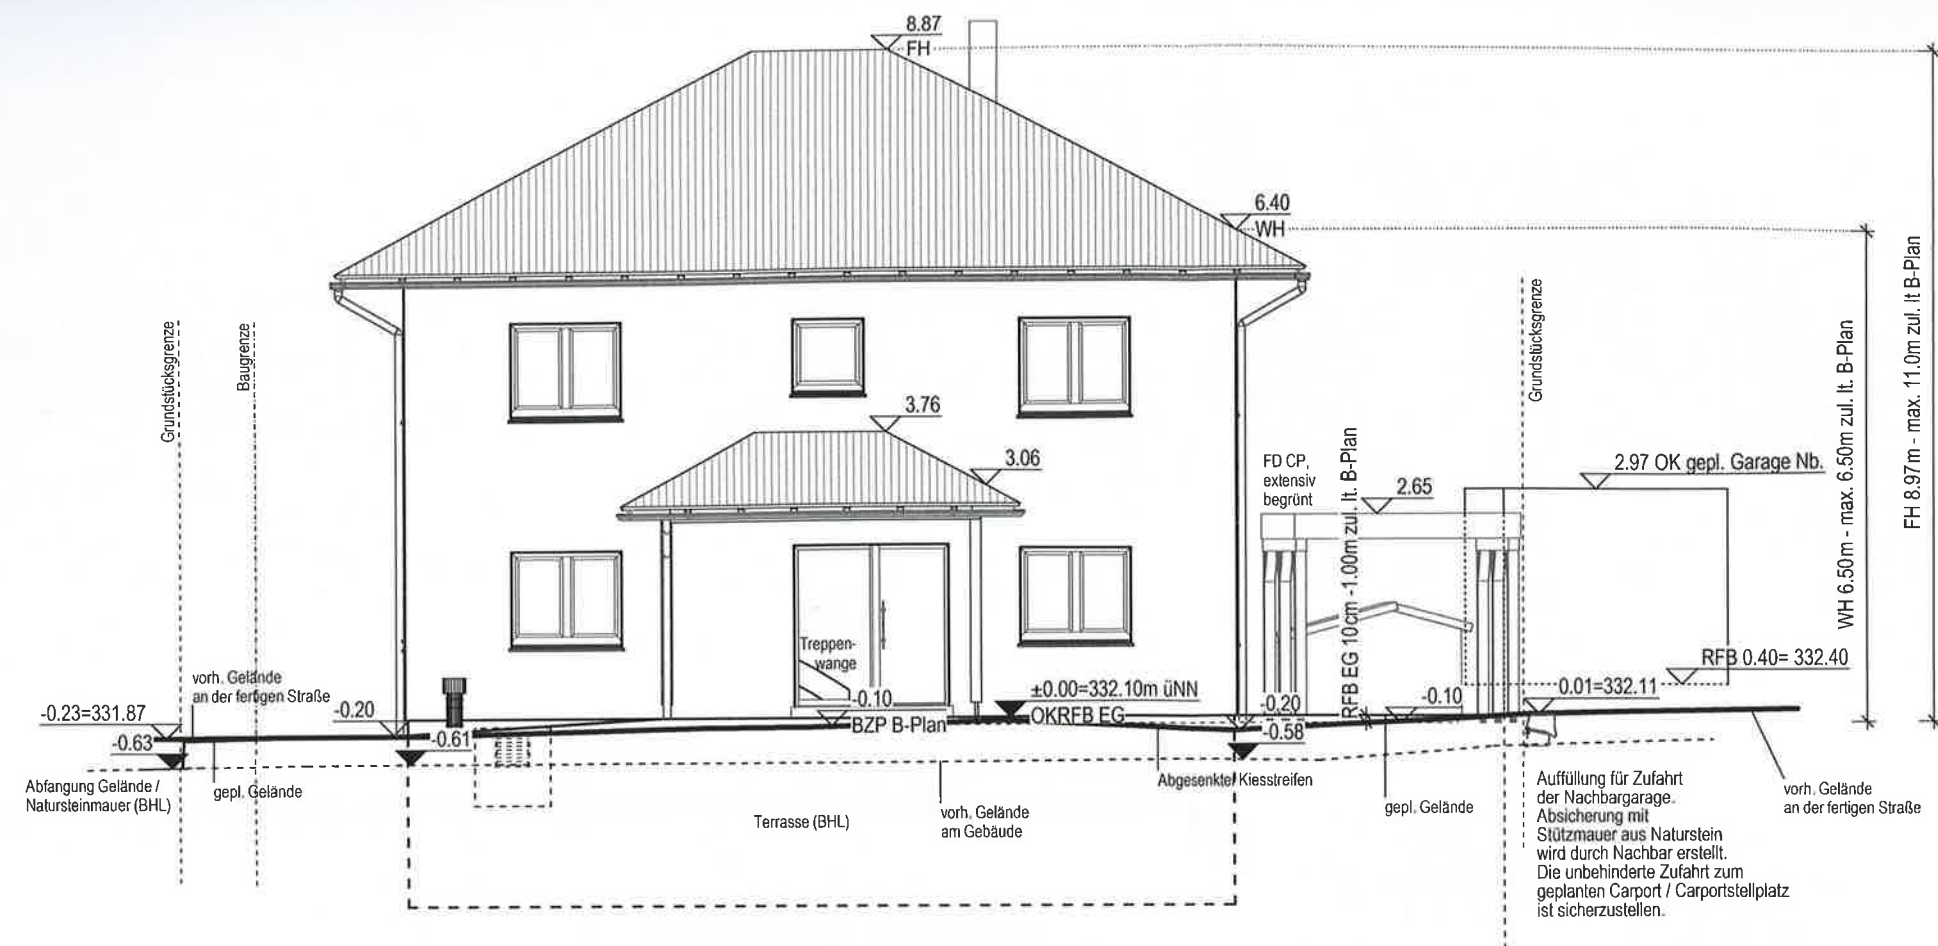 8.87
FH
6.40
WH
Grundstücksgrenze
Baugrenze
3.76
3.06
FD CP,
extensiv
begrünt
2.65
Grundstücksgrenze
2.97 OK gepl. Garage Nb.
RFB EG 10cm -1.00m zul. lt. B-Plan
WH 6.50m - max. 6.50m zul. lt. B-Plan
FH 8.97m - max. 11.0m zul. lt B-Plan
Treppen-
wange
vorh. Gelände
an der fertigen Straße
-0.23=331.87
-0.63
-0.20
-0.61
-0.10
BZP B-Plan
±0.00=332.10m üNN
OKRFB EG
-0.20
-0.58
-0.10
0.01=332.11
RFB 0.40= 332.40
Abfangung Gelände /
Natursteinmauer (BHL)
gepl. Gelände
Terrasse (BHL)
vorh. Gelände
am Gebäude
Abgesenkter Kiesstreifen
gepl. Gelände
Auffüllung für Zufahrt
der Nachbargarage.
Absicherung mit
Stützmauer aus Naturstein
wird durch Nachbar erstellt.
Die unbehinderte Zufahrt zum
geplanten Carport / Carportstellplatz
ist sicherzustellen.
vorh. Gelände
an der fertigen Straße